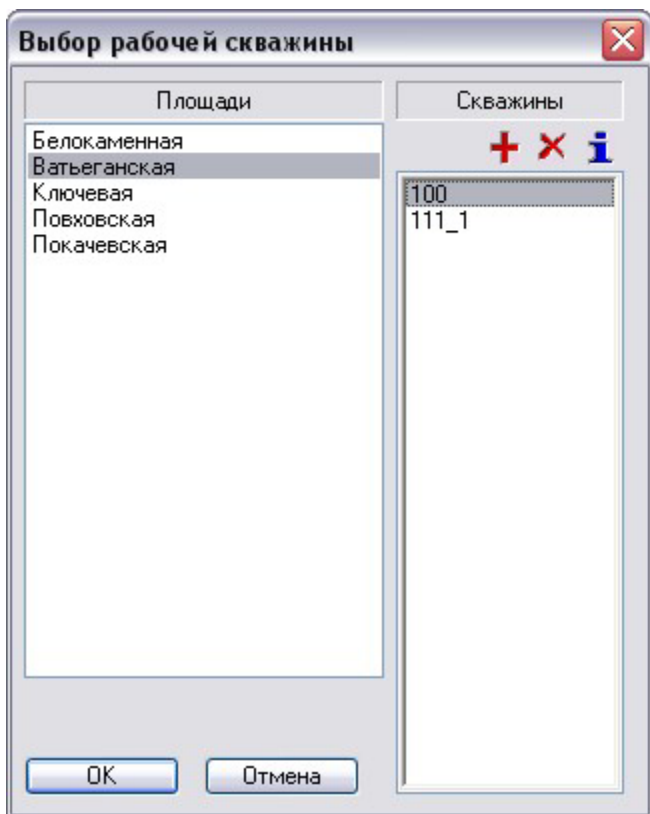 Выбор рабочей скважины
Площади
Белокаменная
Ватьеганская
Ключевая
Повховская
Покачевская
Скважины
100
111_1
OK
Отмена